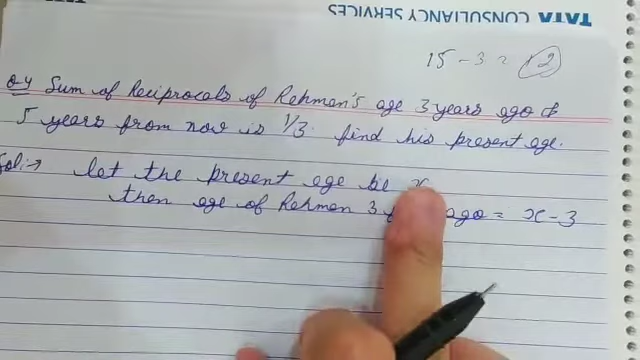 TATA CONSULTANCY SERVICES
15 - 3 = 12
Q4 Sum of Reciprocals of Rehman's age 3 years ago &
5 years from now is 1/3. find his present age.
Sol:→ let the present age be x
then age of Rehman 3 ago = x-3